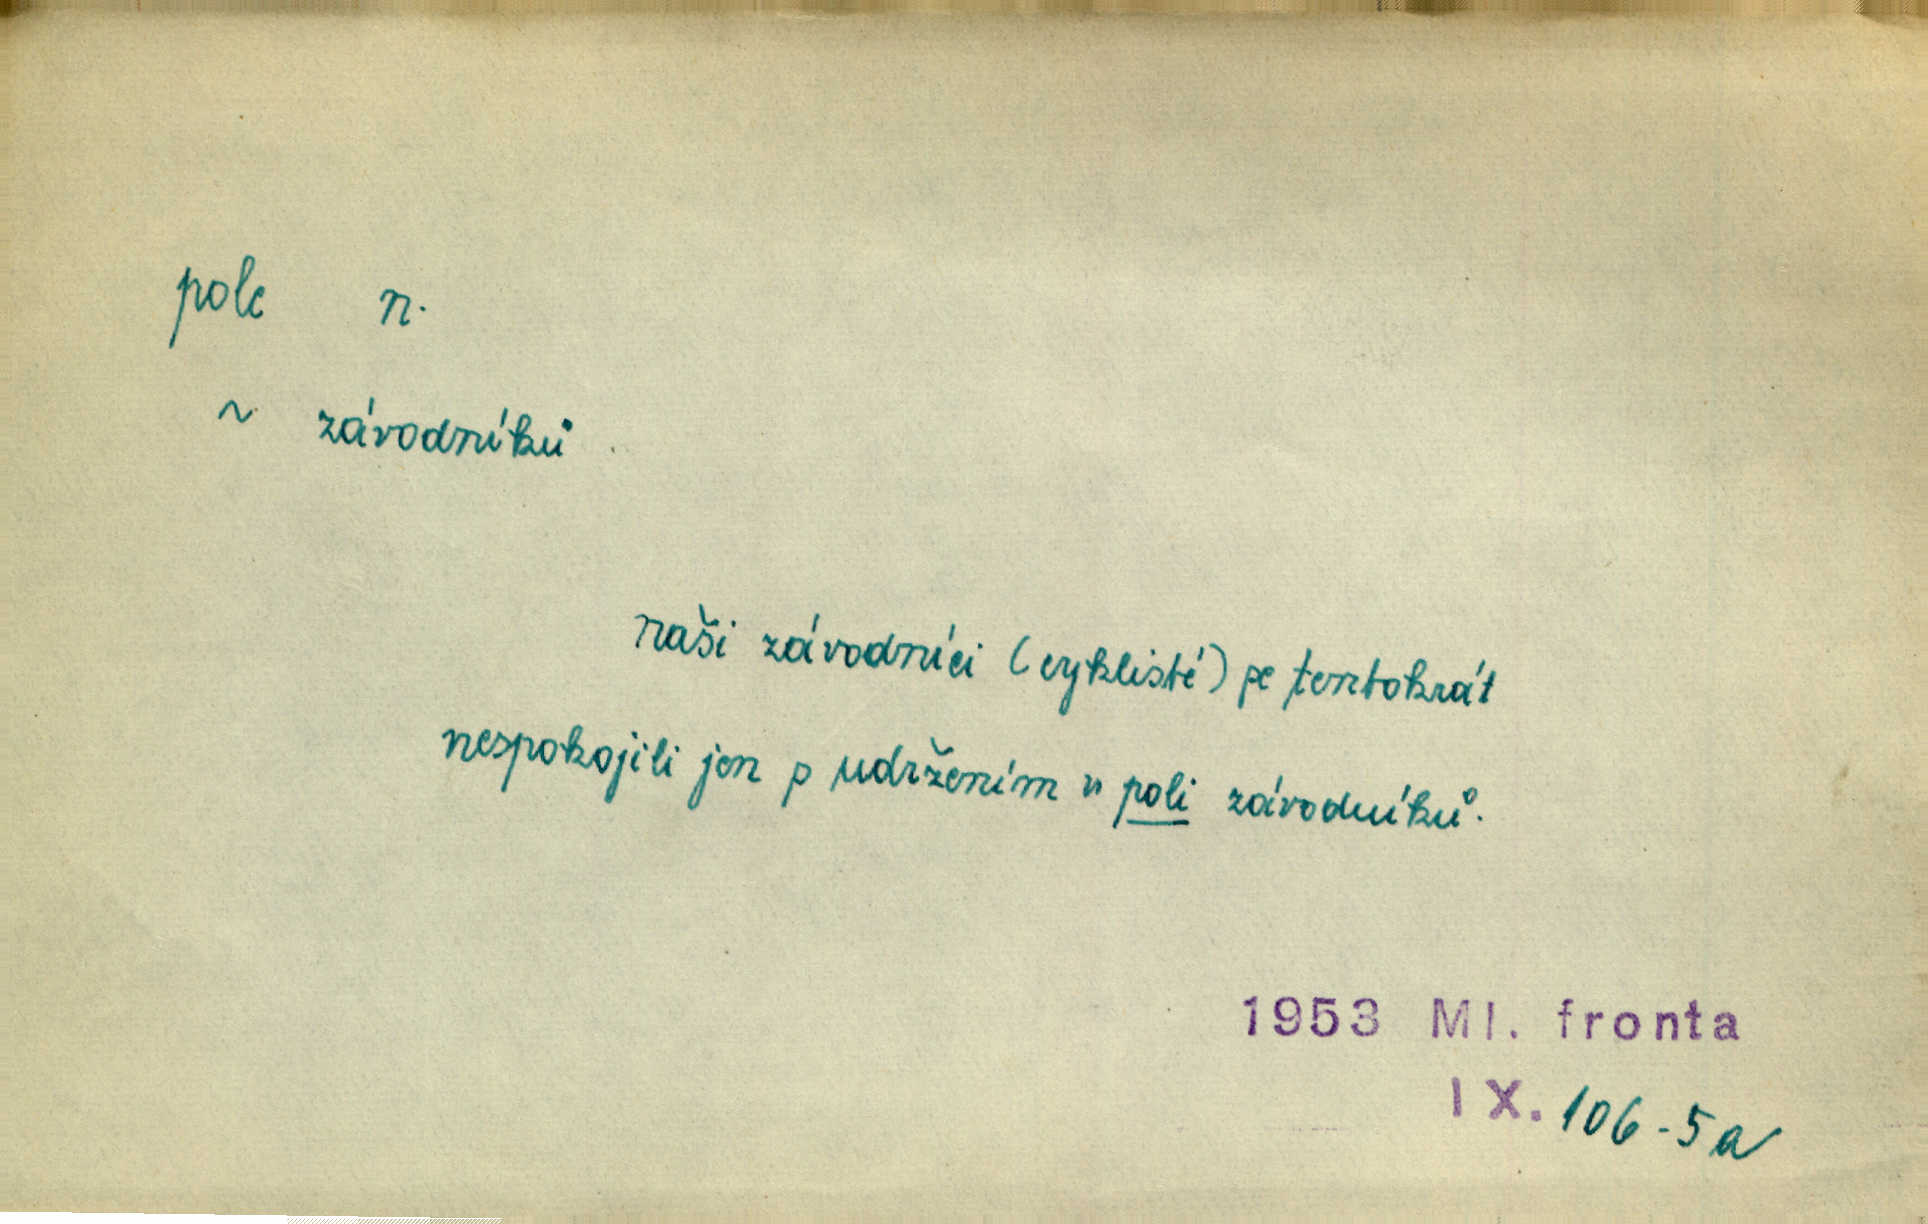 pole n.
~ závodníků
naši závodníci (cyklisté) se tentokrát
nespokojili jen s udržením v poli závodníků.
1953 Ml. fronta
IX. 106-5a